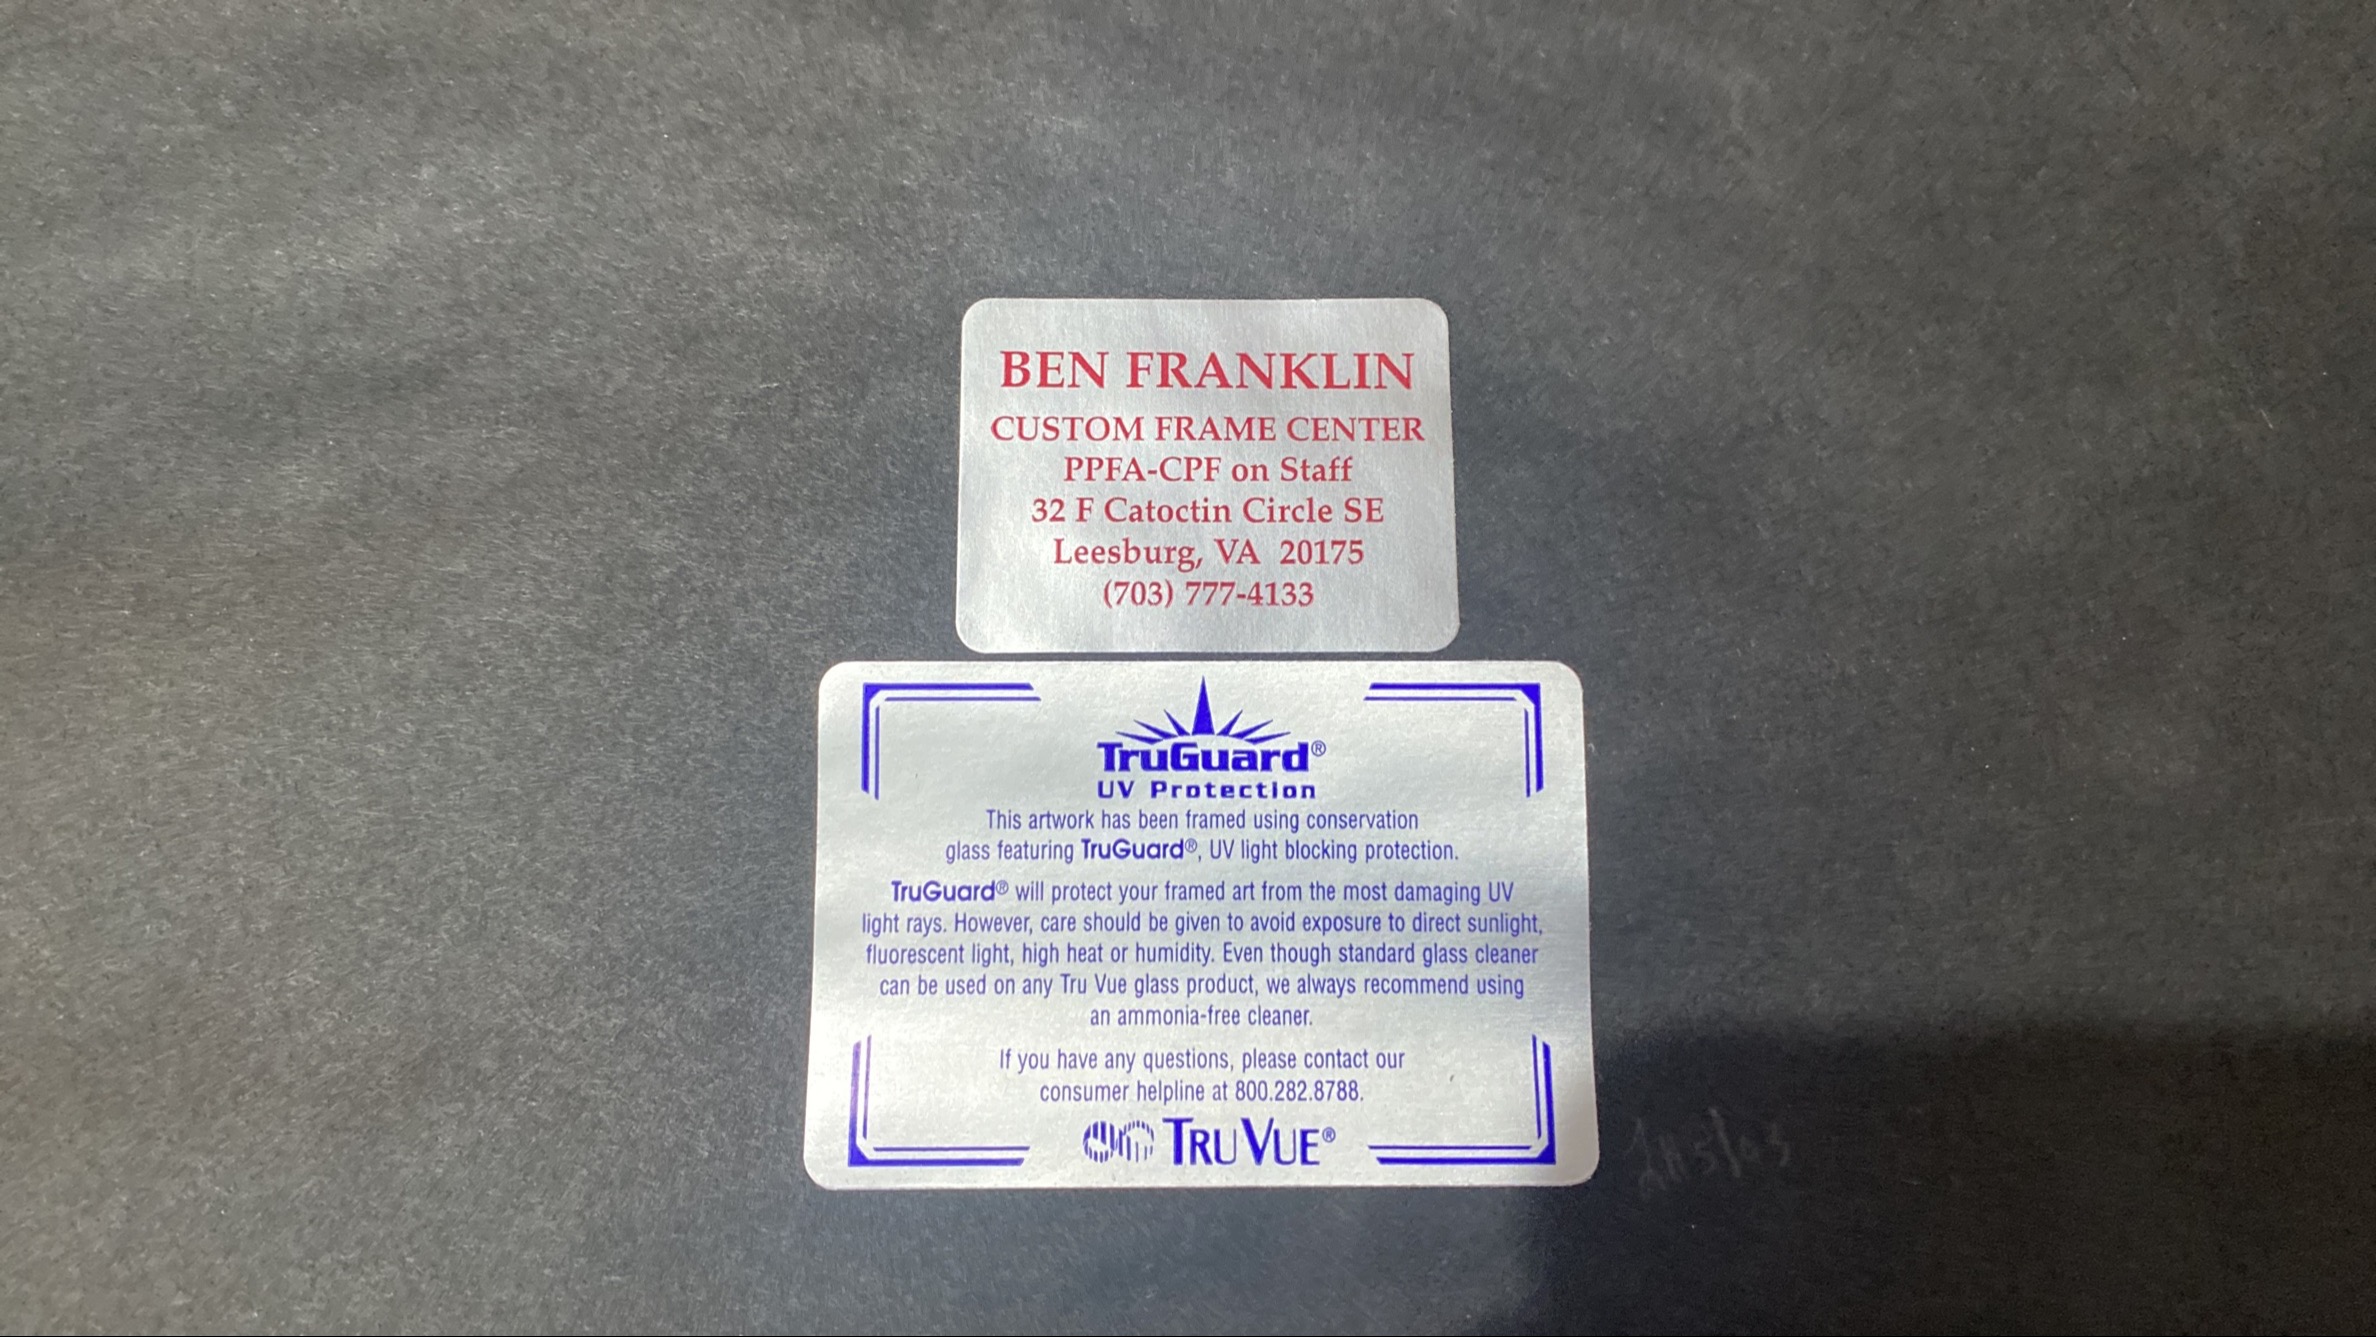 BEN FRANKLIN
CUSTOM FRAME CENTER
PPFA-CPF on Staff
32 F Catoctin Circle SE
Leesburg, VA 20175
(703) 777-4133
TruGuard®
UV Protection
This artwork has been framed using conservation
glass featuring TruGuard®, UV light blocking protection.
TruGuard® will protect your framed art from the most damaging UV
light rays. However, care should be given to avoid exposure to direct sunlight,
fluorescent light, high heat or humidity. Even though standard glass cleaner
can be used on any Tru Vue glass product, we always recommend using
an ammonia-free cleaner.
If you have any questions, please contact our
consumer helpline at 800.282.8788.
TRU VUE®